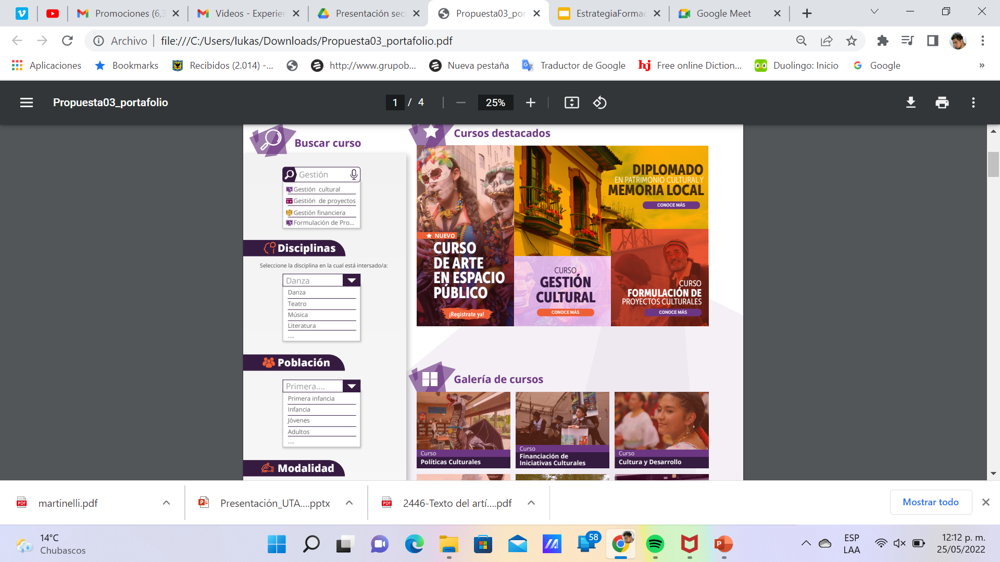 Promociones (6,3
Videos - Experier
Presentación sec
Propuesta03_por
EstrategiaFormac
Google Meet
Archivo
file:///C:/Users/lukas/Downloads/Propuesta03_portafolio.pdf
Aplicaciones
Bookmarks
Recibidos (2.014) -...
http://www.grupob...
Nueva pestaña
Traductor de Google
hj
Free online Diction...
Duolingo: Inicio
Google
»
Propuesta03_portafolio
1 / 4
25%
Buscar curso
Gestión
Gestión cultural
Gestión de proyectos
Gestión financiera
Formulación de Pro...
Disciplinas
Seleccione la disciplina en la cual está intersado/a:
Danza
Danza
Teatro
Música
Literatura
....
Población
Primera....
Primera infancia
Infancia
Jóvenes
Adultos
....
Modalidad
Cursos destacados
NUEVO
CURSO
DE ARTE
EN ESPACIO
PÚBLICO
¡Registrate ya!
DIPLOMADO
EN PATRIMONIO CULTURAL Y
MEMORIA LOCAL
CONOCE MÁS
CURSO
GESTIÓN
CULTURAL
CONOCE MÁS
CURSO
FORMULACIÓN DE
PROYECTOS CULTURALES
CONOCE MÁS
Galería de cursos
Curso
Políticas Culturales
Curso
Financiación de
Iniciativas Culturales
Curso
Cultura y Desarrollo
martinelli.pdf
Presentación_UTA....pptx
2446-Texto del artí....pdf
Mostrar todo
14°C
Chubascos
58
ESP
LAA
12:12 p. m.
25/05/2022